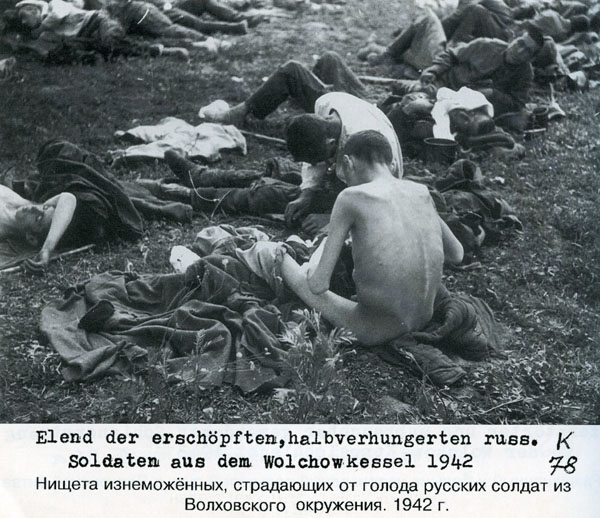 Elend der erschöpften,halbverhungerten russ. K
Soldaten aus dem Wolchowkessel 1942 78
Нищета изнеможённых, страдающих от голода русских солдат из
Волховского окружения. 1942 г.